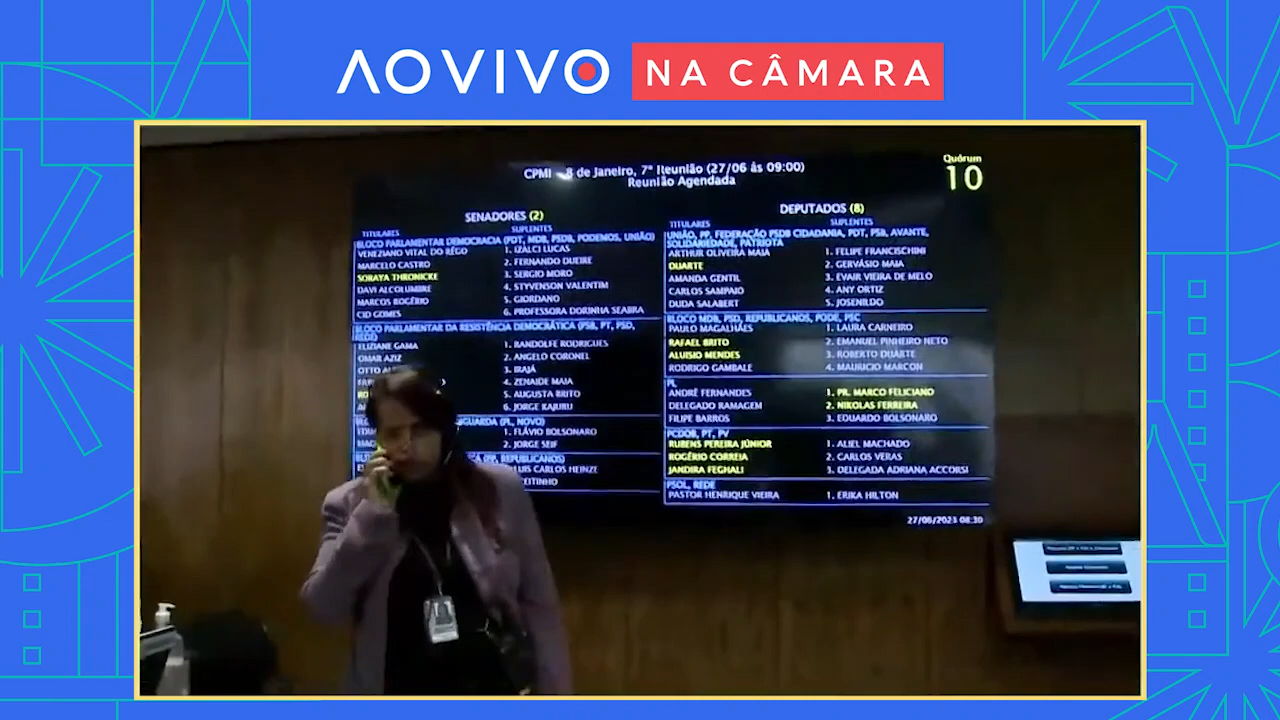 AO VIVO NA CÂMARA
CPMI - 8 de Janeiro, 7ª Reunião (27/06 às 09:00)
Reunião Agendada
Quórum
10
SENADORES (2)
TITULARES
SUPLENTES
BLOCO PARLAMENTAR DEMOCRACIA (PDT, MDB, PSDB, PODEMOS, UNIÃO)
VENEZIANO VITAL DO RÊGO
1. IZALCI LUCAS
MARCELO CASTRO
2. FERNANDO DUEIRE
SORAYA THRONICKE
3. SERGIO MORO
DAVI ALCOLUMBRE
4. STYVENSON VALENTIM
MARCOS ROGÉRIO
5. GIORDANO
CID GOMES
6. PROFESSORA DORINHA SEABRA
BLOCO PARLAMENTAR DA RESISTÊNCIA DEMOCRÁTICA (PSB, PT, PSD,
REDE)
ELIZIANE GAMA
1. RANDOLFE RODRIGUES
OMAR AZIZ
2. ANGELO CORONEL
OTTO
3. IRAJÁ
4. ZENAIDE MAIA
5. AUGUSTA BRITO
6. JORGE KAJURU
(PL, NOVO)
1. FLÁVIO BOLSONARO
2. JORGE SEIF
(PP, REPUBLICANOS)
LUIS CARLOS HEINZE
DEPUTADOS (8)
TITULARES
SUPLENTES
UNIÃO, PP, FEDERAÇÃO PSDB CIDADANIA, PDT, PSB, AVANTE,
SOLIDARIEDADE, PATRIOTA
ARTHUR OLIVEIRA MAIA
1. FELIPE FRANCISCHINI
DUARTE
2. GERVÁSIO MAIA
AMANDA GENTIL
3. EVAIR VIEIRA DE MELO
CARLOS SAMPAIO
4. ANY ORTIZ
DUDA SALABERT
5. JOSENILDO
BLOCO MDB, PSD, REPUBLICANOS, PODE, PSC
PAULO MAGALHÃES
1. LAURA CARNEIRO
RAFAEL BRITO
2. EMANUEL PINHEIRO NETO
ALUISIO MENDES
3. ROBERTO DUARTE
RODRIGO GAMBALE
4. MAURICIO MARCON
PL
ANDRÉ FERNANDES
1. PR. MARCO FELICIANO
DELEGADO RAMAGEM
2. NIKOLAS FERREIRA
FILIPE BARROS
3. EDUARDO BOLSONARO
PCDOB, PT, PV
RUBENS PEREIRA JÚNIOR
1. ALIEL MACHADO
ROGÉRIO CORREIA
2. CARLOS VERAS
JANDIRA FEGHALI
3. DELEGADA ADRIANA ACCORSI
PSOL, REDE
PASTOR HENRIQUE VIEIRA
1. ERIKA HILTON
27/06/2023 08:30